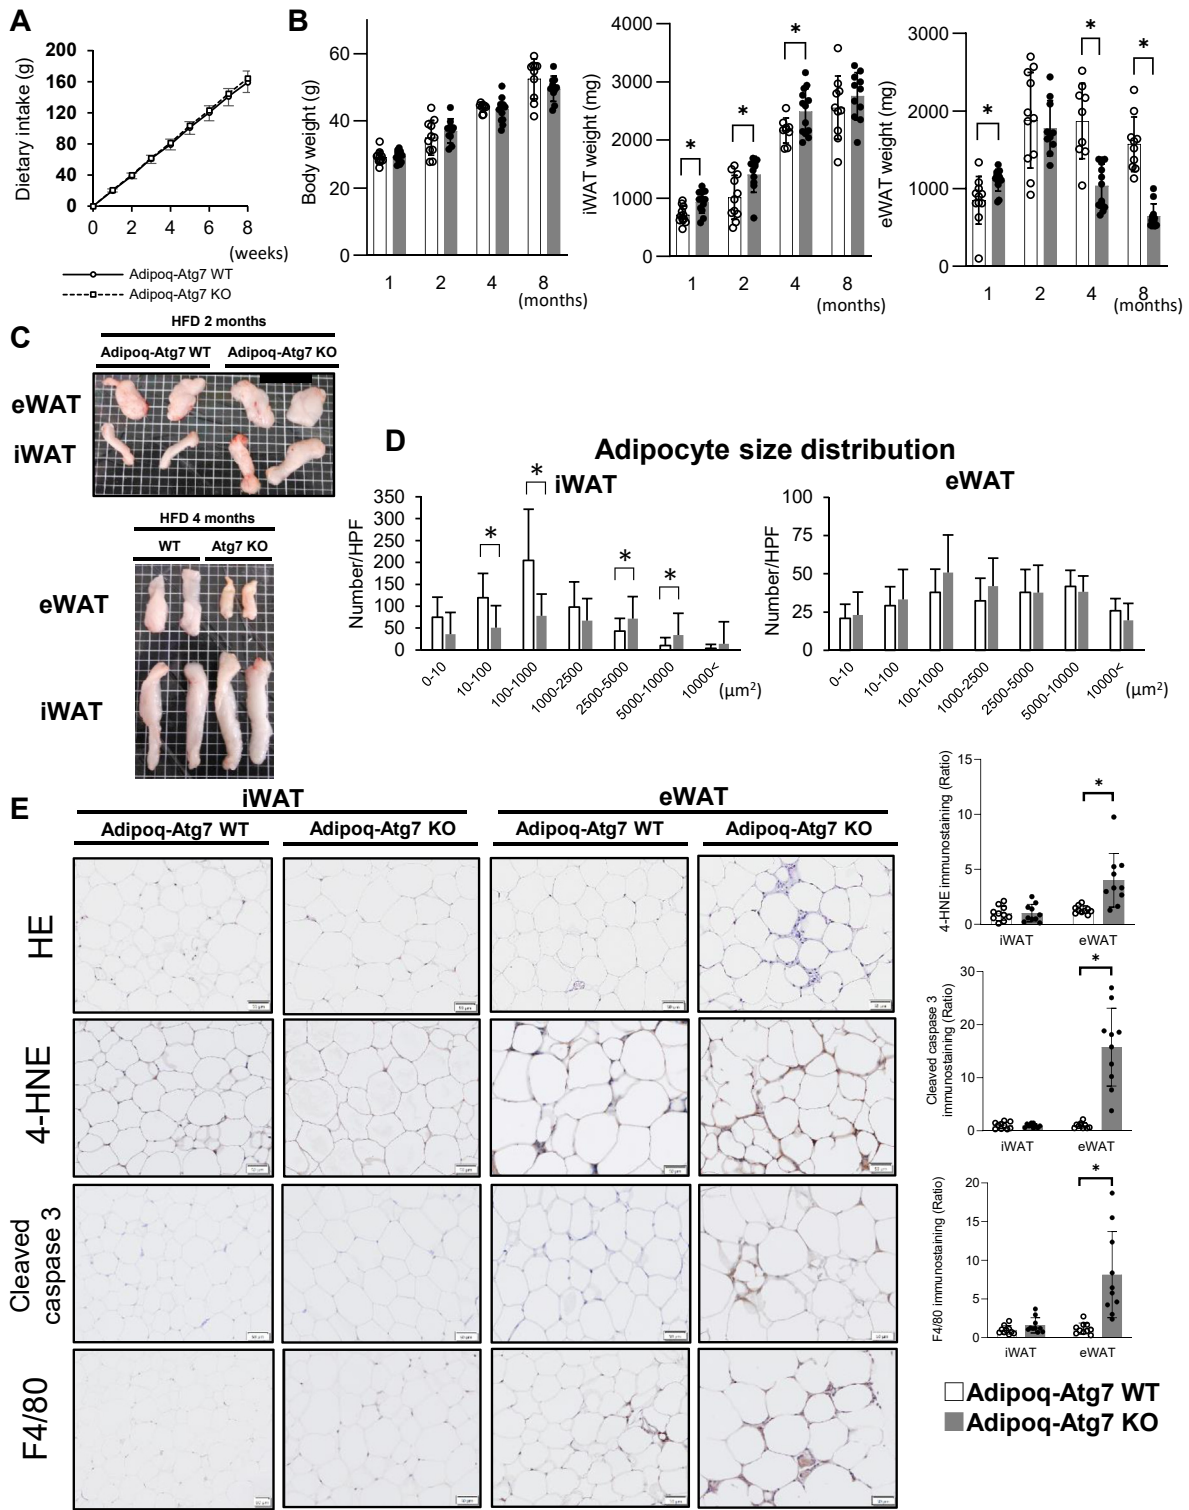 A
Dietary intake (g)
200
160
120
80
40
0
0 2 4 6 8
(weeks)
Adipoq-Atg7 WT
Adipoq-Atg7 KO
B
Body weight (g)
60
40
20
0
1 2 4 8
(months)
iWAT weight (mg)
4000
3000
2000
1000
0
* * *
1 2 4 8
(months)
eWAT weight (mg)
3000
2000
1000
0
* * *
1 2 4 8
(months)
C
HFD 2 months
Adipoq-Atg7 WT Adipoq-Atg7 KO
eWAT
iWAT
HFD 4 months
WT Atg7 KO
eWAT
iWAT
D
Adipocyte size distribution
iWAT
Number/HPF
350
300
250
200
150
100
50
0
* * * *
0-10 10-100 100-1000 1000-2500 2500-5000 5000-10000 10000<
(µm²)
eWAT
Number/HPF
100
75
50
25
0
0-10 10-100 100-1000 1000-2500 2500-5000 5000-10000 10000<
(µm²)
E
iWAT eWAT
Adipoq-Atg7 WT Adipoq-Atg7 KO Adipoq-Atg7 WT Adipoq-Atg7 KO
HE
4-HNE
Cleaved
caspase 3
F4/80
4-HNE immunostaining (Ratio)
15
10
5
0
*
iWAT eWAT
Cleaved caspase 3
immunostaining (Ratio)
30
20
10
0
*
iWAT eWAT
F4/80 immunostaining (Ratio)
20
15
10
5
0
*
iWAT eWAT
Adipoq-Atg7 WT
Adipoq-Atg7 KO